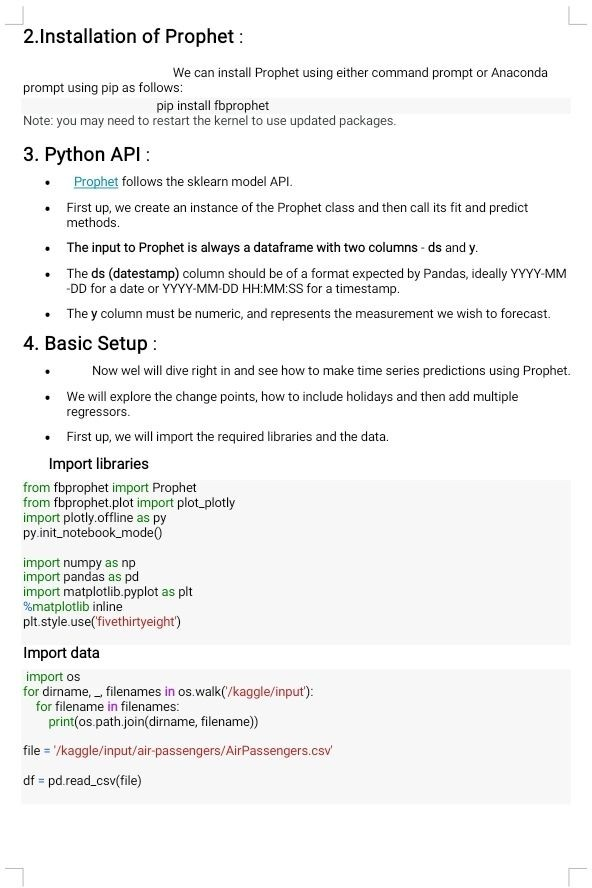 2.Installation of Prophet :
We can install Prophet using either command prompt or Anaconda
prompt using pip as follows:
pip install fbprophet
Note: you may need to restart the kernel to use updated packages.
3. Python API :
• Prophet follows the sklearn model API.
• First up, we create an instance of the Prophet class and then call its fit and predict
methods.
• The input to Prophet is always a dataframe with two columns - ds and y.
• The ds (datestamp) column should be of a format expected by Pandas, ideally YYYY-MM
-DD for a date or YYYY-MM-DD HH:MM:SS for a timestamp.
• The y column must be numeric, and represents the measurement we wish to forecast.
4. Basic Setup :
• Now wel will dive right in and see how to make time series predictions using Prophet.
• We will explore the change points, how to include holidays and then add multiple
regressors.
• First up, we will import the required libraries and the data.
Import libraries
from fbprophet import Prophet
from fbprophet.plot import plot_plotly
import plotly.offline as py
py.init_notebook_mode()
import numpy as np
import pandas as pd
import matplotlib.pyplot as plt
%matplotlib inline
plt.style.use('fivethirtyeight')
Import data
import os
for dirname, _, filenames in os.walk('/kaggle/input'):
for filename in filenames:
print(os.path.join(dirname, filename))
file = '/kaggle/input/air-passengers/AirPassengers.csv'
df = pd.read_csv(file)